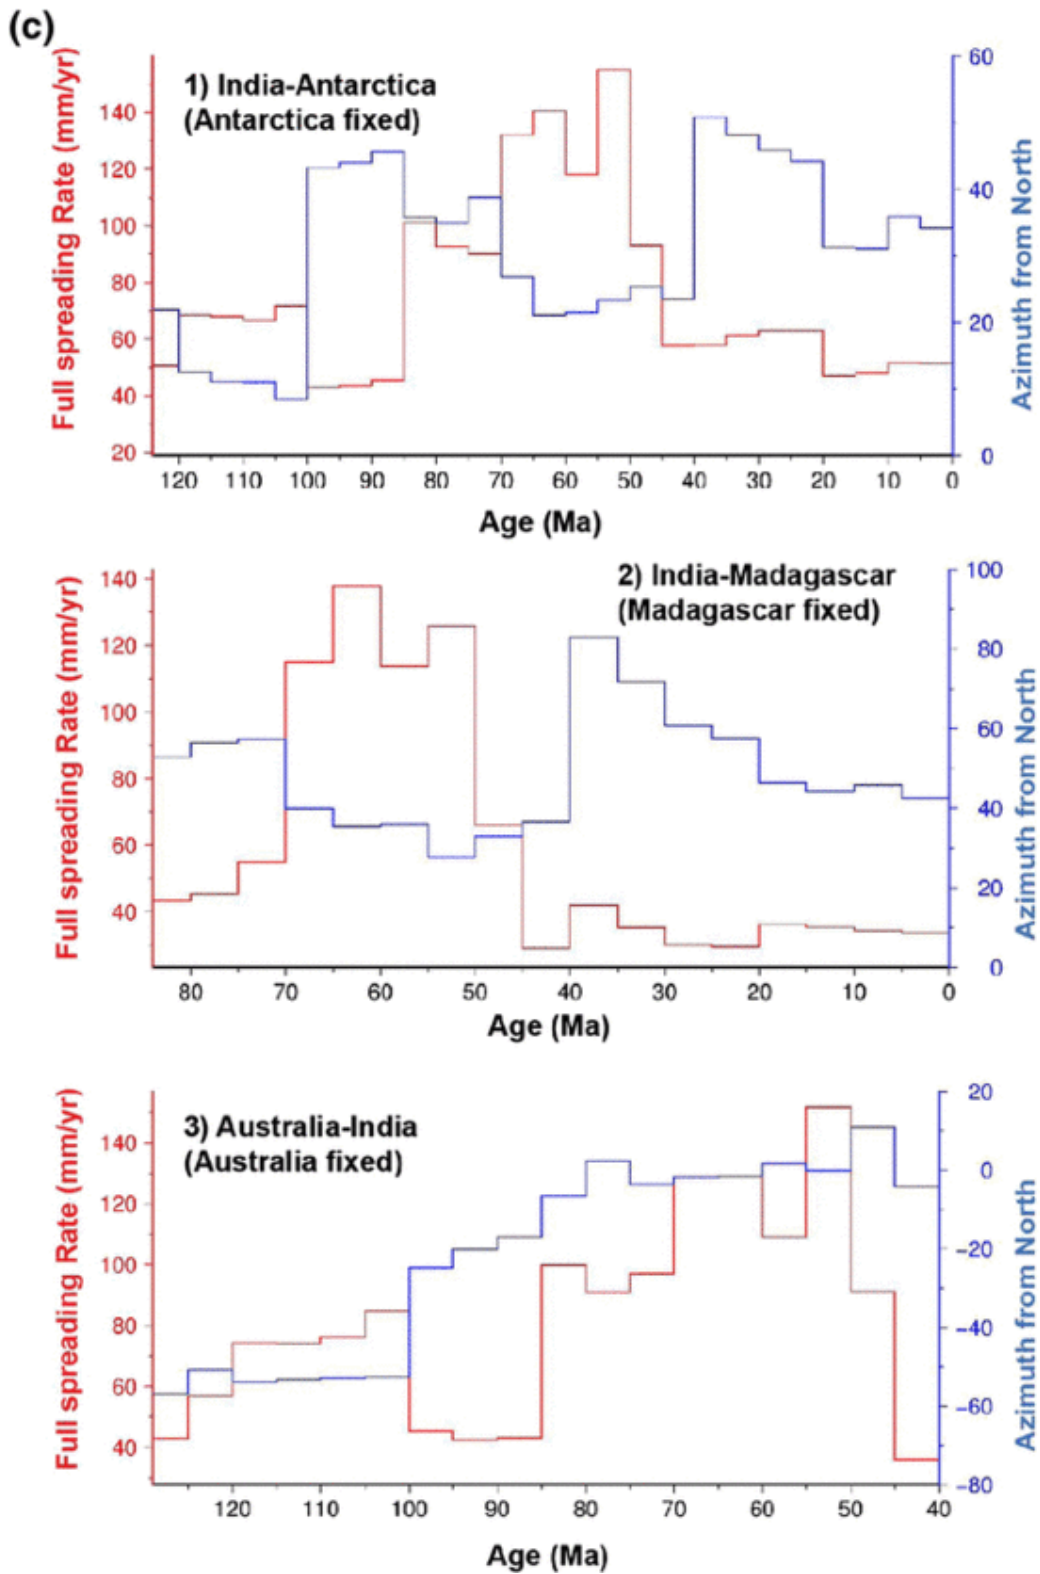 (c)
Full spreading Rate (mm/yr)
140
120
100
80
60
40
20
1) India-Antarctica
(Antarctica fixed)
60
40
20
0
Azimuth from North
120 110 100 90 80 70 60 50 40 30 20 10 0
Age (Ma)
Full spreading Rate (mm/yr)
140
120
100
80
60
40
2) India-Madagascar
(Madagascar fixed)
100
80
60
40
20
0
Azimuth from North
80 70 60 50 40 30 20 10 0
Age (Ma)
Full spreading Rate (mm/yr)
140
120
100
80
60
40
3) Australia-India
(Australia fixed)
20
0
−20
−40
−60
−80
Azimuth from North
120 110 100 90 80 70 60 50 40
Age (Ma)